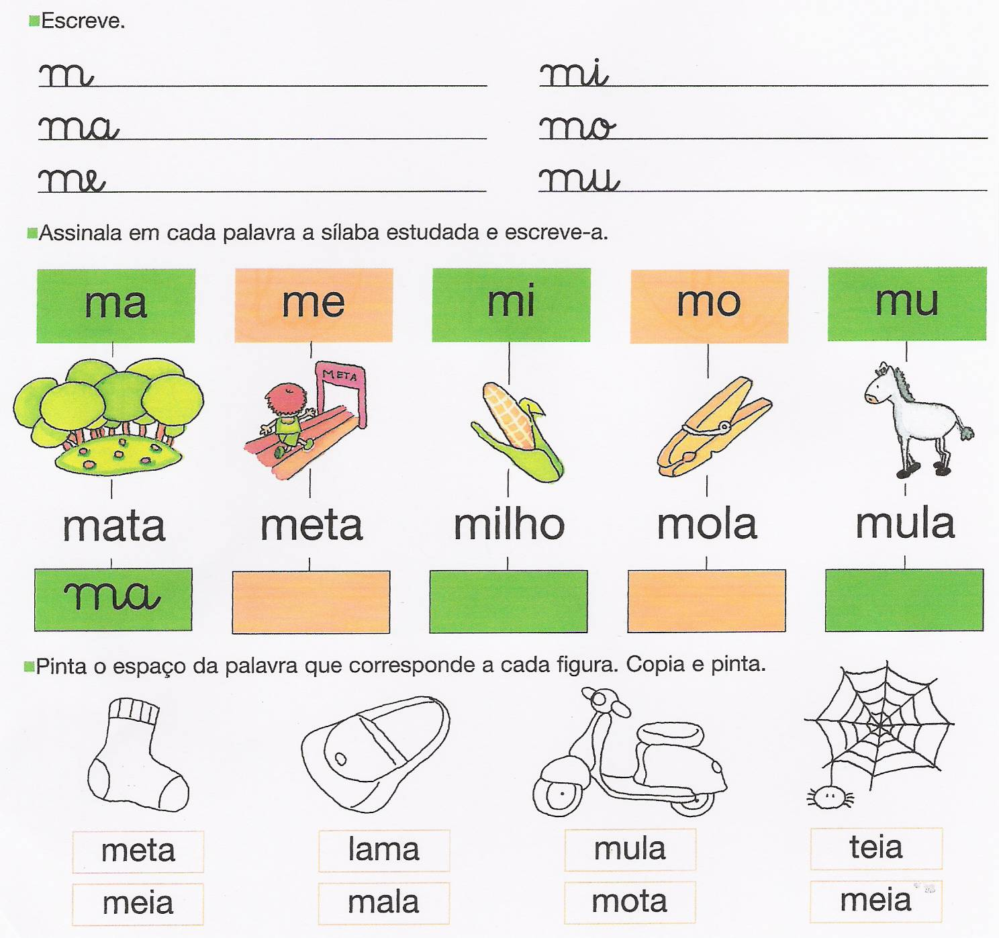 Escreve.
m mi
ma mo
me mu
Assinala em cada palavra a sílaba estudada e escreve-a.
ma me mi mo mu
META
mata meta milho mola mula
ma
Pinta o espaço da palavra que corresponde a cada figura. Copia e pinta.
meta lama mula teia
meia mala mota meia